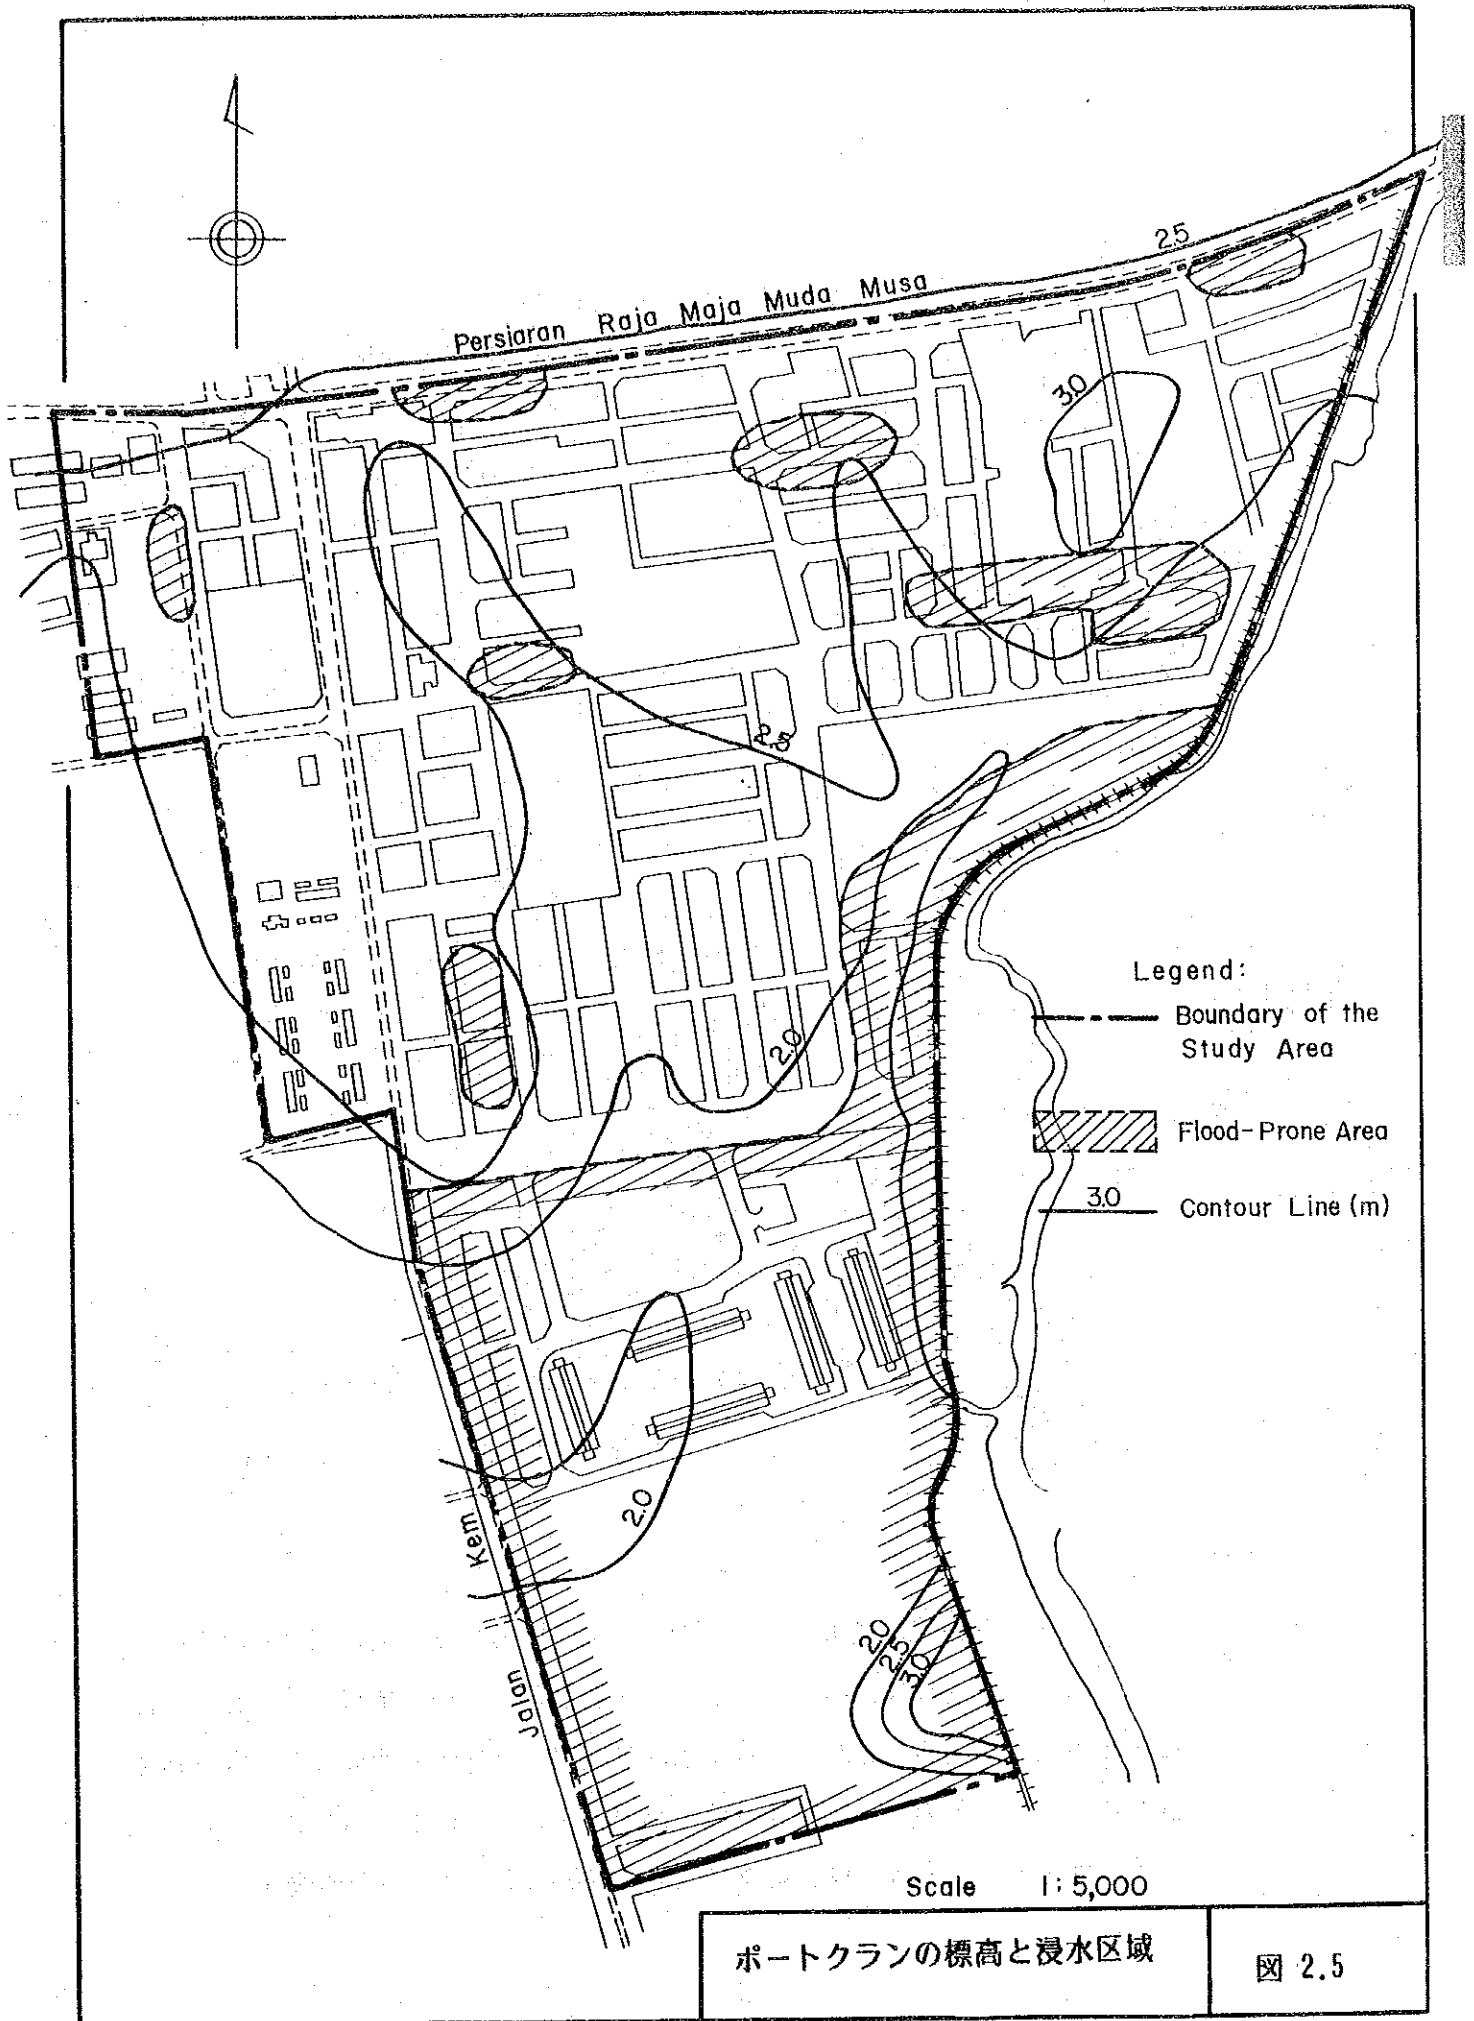 2.5
Persiaran Raja Maja Muda Musa
3.0
2.5
2.0
Legend:
Boundary of the
Study Area
Flood-Prone Area
3.0
Contour Line (m)
2.0
Jalan Kem
2.0
2.5
3.0
Scale 1:5,000
ポートクランの標高と浸水区域
図 2.5